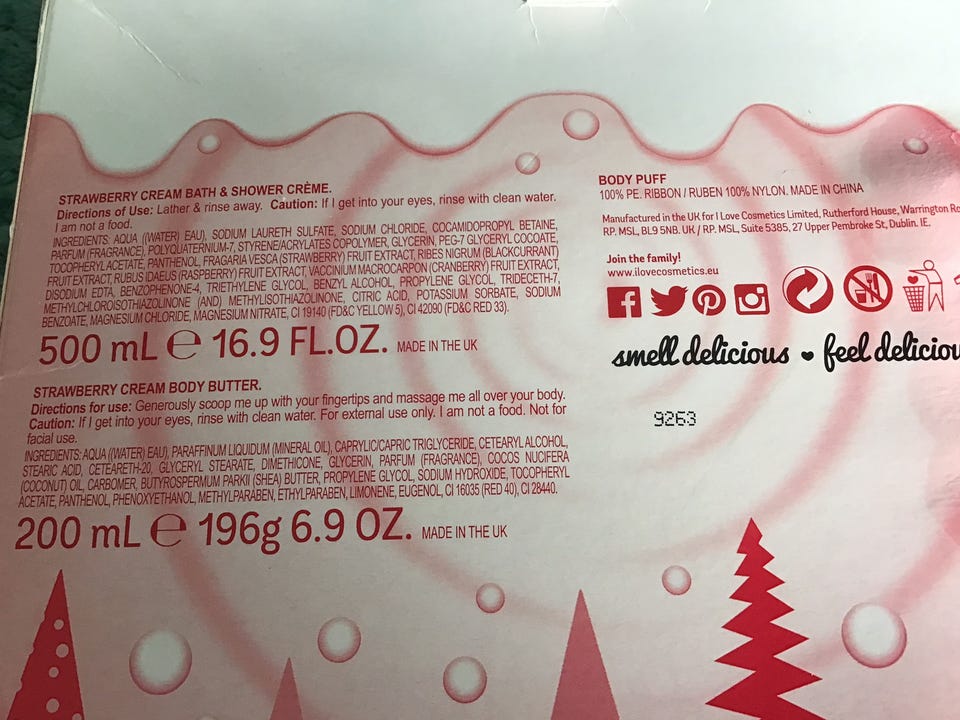 STRAWBERRY CREAM BATH & SHOWER CRÈME.
Directions of Use: Lather & rinse away. Caution: If I get into your eyes, rinse with clean water.
I am not a food.
INGREDIENTS: AQUA ((WATER) EAU), SODIUM LAURETH SULFATE, SODIUM CHLORIDE, COCAMIDOPROPYL BETAINE,
PARFUM (FRAGRANCE), POLYQUATERNIUM-7, STYRENE/ACRYLATES COPOLYMER, GLYCERIN, PEG-7 GLYCERYL COCOATE,
TOCOPHERYL ACETATE, PANTHENOL, FRAGARIA VESCA (STRAWBERRY) FRUIT EXTRACT, RIBES NIGRUM (BLACKCURRANT)
FRUIT EXTRACT, RUBUS IDAEUS (RASPBERRY) FRUIT EXTRACT, VACCINIUM MACROCARPON (CRANBERRY) FRUIT EXTRACT,
DISODIUM EDTA, BENZOPHENONE-4, TRIETHYLENE GLYCOL, BENZYL ALCOHOL, PROPYLENE GLYCOL, TRIDECETH-7,
METHYLCHLOROISOTHIAZOLINONE (AND) METHYLISOTHIAZOLINONE, CITRIC ACID, POTASSIUM SORBATE, SODIUM
BENZOATE, MAGNESIUM CHLORIDE, MAGNESIUM NITRATE, CI 19140 (FD&C YELLOW 5), CI 42090 (FD&C RED 33).
500 mL ℮ 16.9 FL.OZ. MADE IN THE UK
STRAWBERRY CREAM BODY BUTTER.
Directions for use: Generously scoop me up with your fingertips and massage me all over your body.
Caution: If I get into your eyes, rinse with clean water. For external use only. I am not a food. Not for
facial use.
INGREDIENTS: AQUA ((WATER) EAU), PARAFFINUM LIQUIDUM (MINERAL OIL), CAPRYLIC/CAPRIC TRIGLYCERIDE, CETEARYL ALCOHOL,
STEARIC ACID, CETEARETH-20, GLYCERYL STEARATE, DIMETHICONE, GLYCERIN, PARFUM (FRAGRANCE), COCOS NUCIFERA
(COCONUT) OIL, CARBOMER, BUTYROSPERMUM PARKII (SHEA) BUTTER, PROPYLENE GLYCOL, SODIUM HYDROXIDE, TOCOPHERYL
ACETATE, PANTHENOL, PHENOXYETHANOL, METHYLPARABEN, ETHYLPARABEN, LIMONENE, EUGENOL, CI 16035 (RED 40), CI 28440.
200 mL ℮ 196g 6.9 OZ. MADE IN THE UK
BODY PUFF
100% PE. RIBBON / RUBEN 100% NYLON. MADE IN CHINA
Manufactured in the UK for I Love Cosmetics Limited, Rutherford House, Warrington
RP. MSL, BL9 5NB. UK / RP. MSL, Suite 5385, 27 Upper Pembroke St, Dublin. IE.
Join the family!
www.ilovecosmetics.eu
smell delicious ♥ feel deliciou
9263